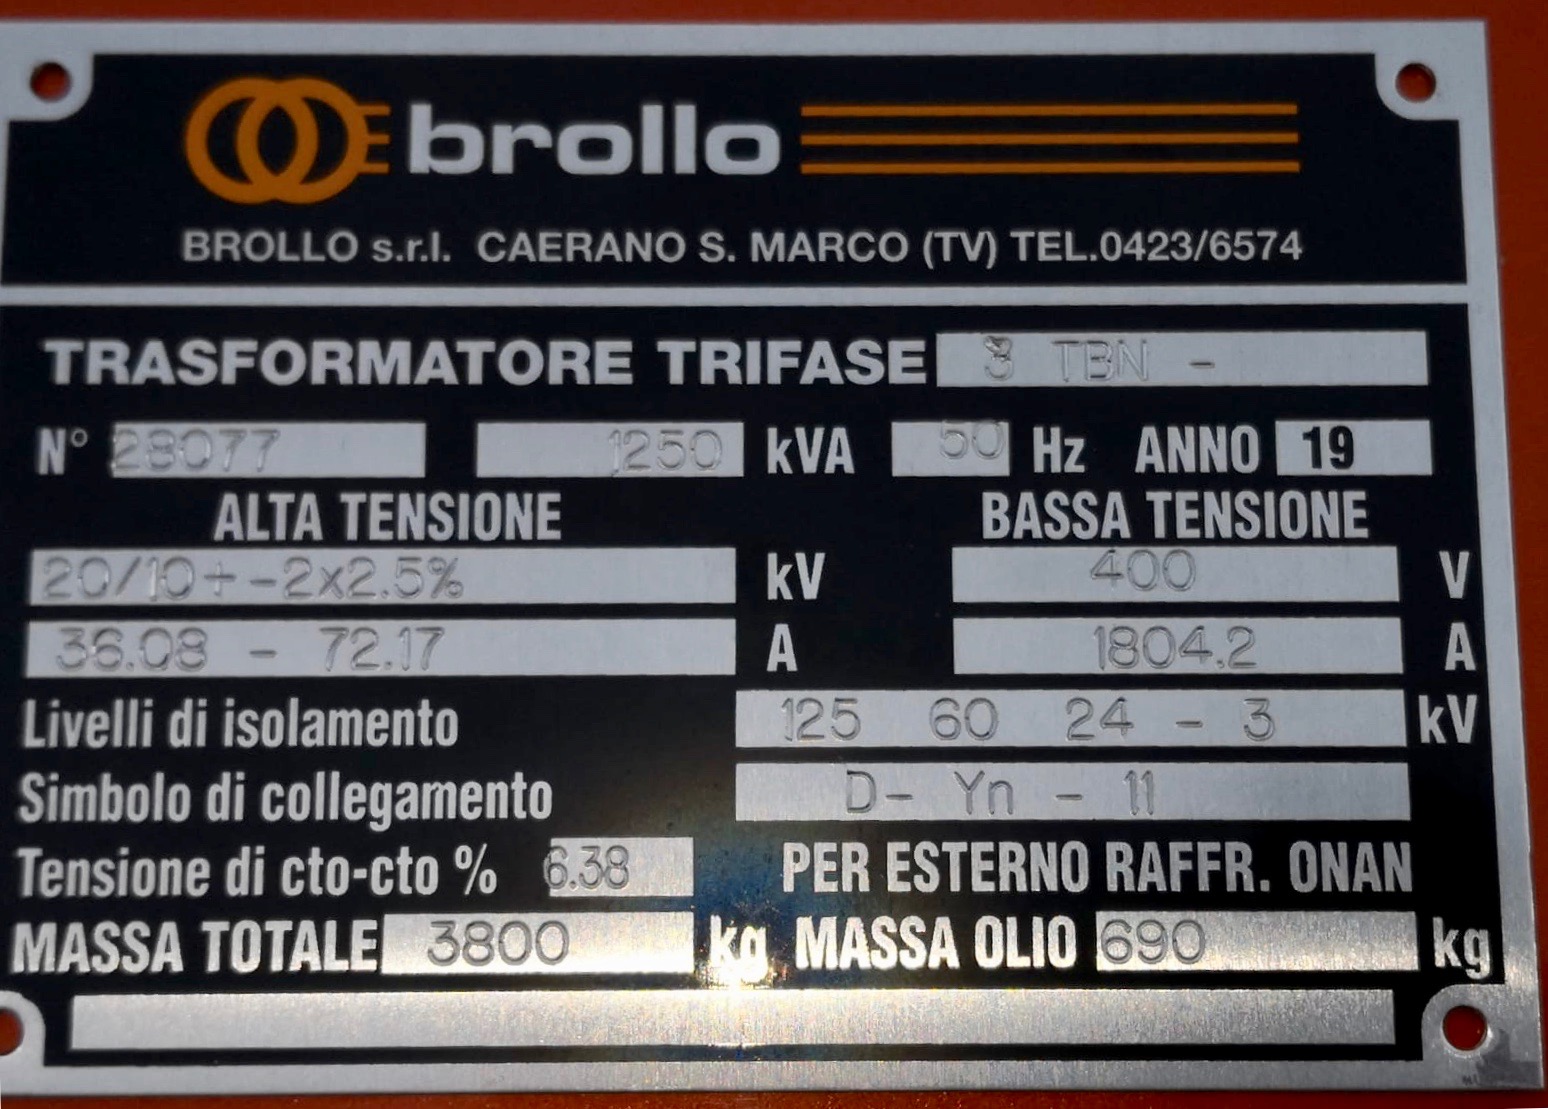 brollo
BROLLO s.r.l. CAERANO S. MARCO (TV) TEL.0423/6574
TRASFORMATORE TRIFASE 3 TBN -
N° 28077 1250 kVA 50 Hz ANNO 19
ALTA TENSIONE BASSA TENSIONE
20/10+-2x2.5% kV 400 V
36.08 - 72.17 A 1804.2 A
Livelli di isolamento 125 60 24 - 3 kV
Simbolo di collegamento D- Yn - 11
Tensione di cto-cto % 6.38 PER ESTERNO RAFFR. ONAN
MASSA TOTALE 3800 kg MASSA OLIO 690 kg